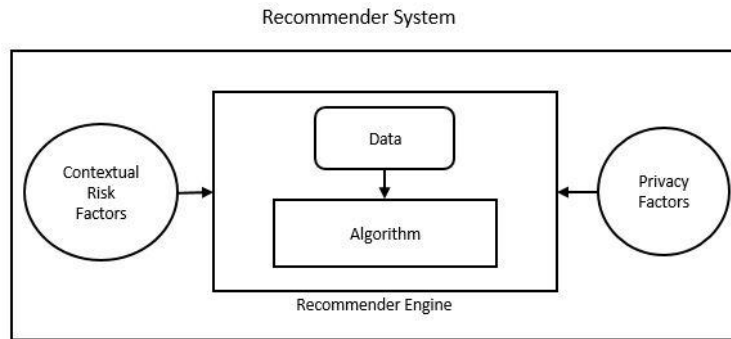 Recommender System
Contextual
Risk
Factors
Data
Algorithm
Privacy
Factors
Recommender Engine